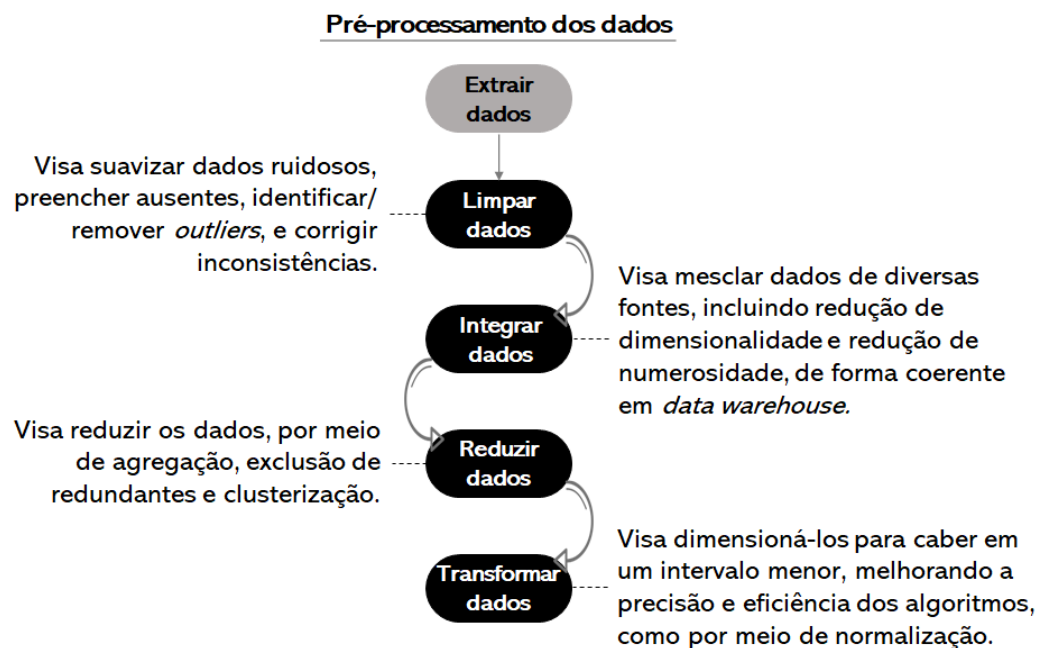 Pré-processamento dos dados
Extrair
dados
Visa suavizar dados ruidosos,
preencher ausentes, identificar/
remover outliers, e corrigir
inconsistências.
Limpar
dados
Integrar
dados
Visa mesclar dados de diversas
fontes, incluindo redução de
dimensionalidade e redução de
numerosidade, de forma coerente
em data warehouse.
Visa reduzir os dados, por meio
de agregação, exclusão de
redundantes e clusterização.
Reduzir
dados
Transformar
dados
Visa dimensioná-los para caber em
um intervalo menor, melhorando a
precisão e eficiência dos algoritmos,
como por meio de normalização.